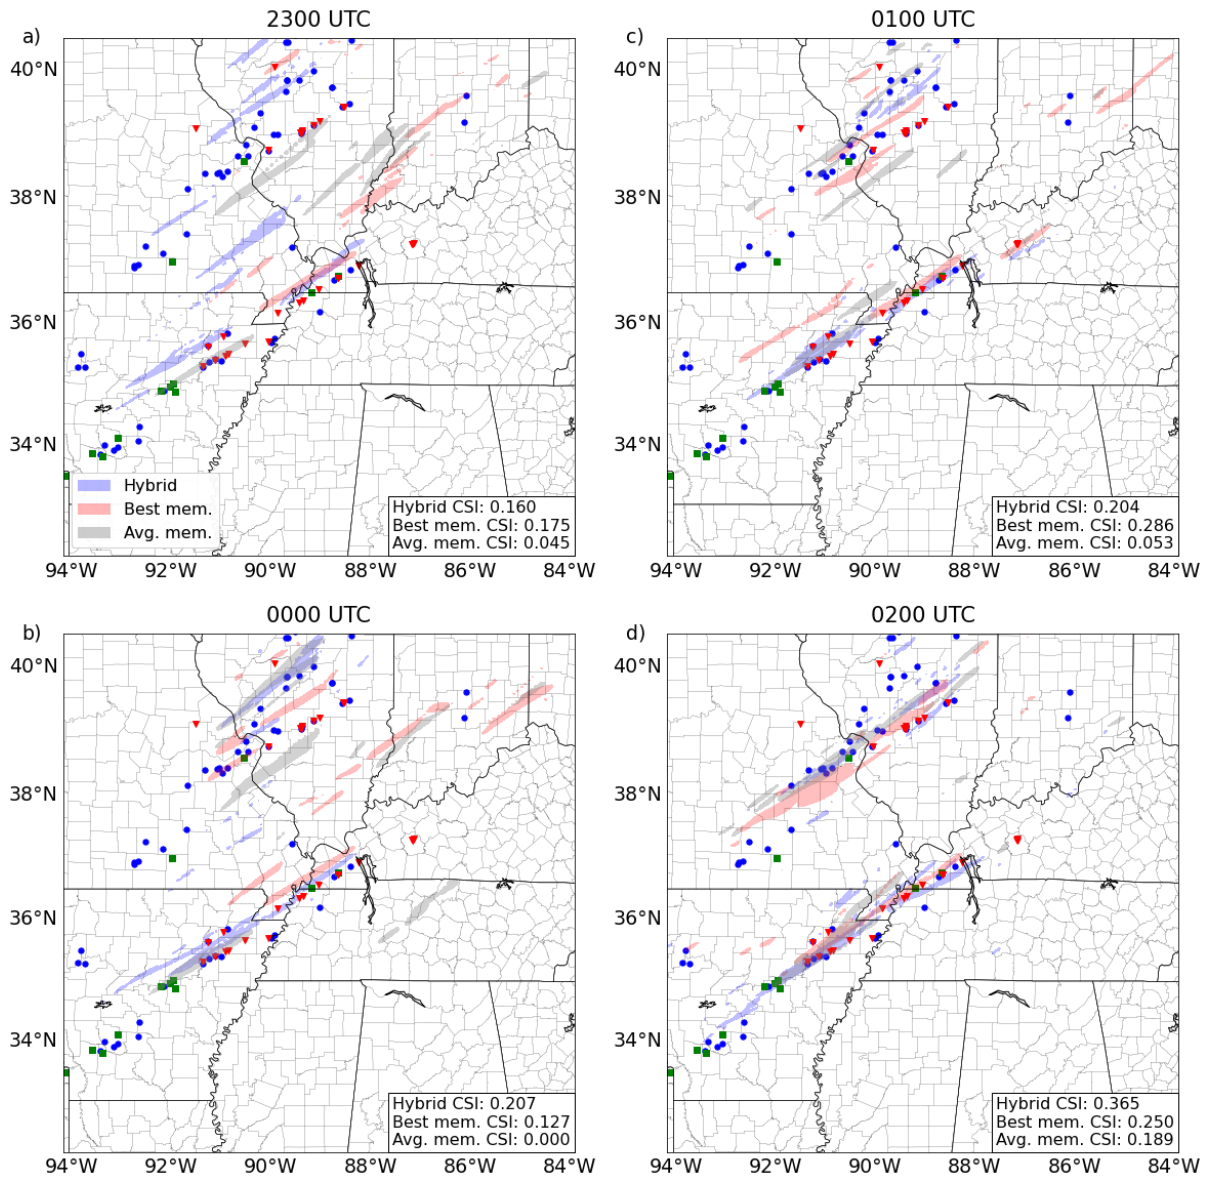 2300 UTC
a)
40°N
38°N
36°N
34°N
Hybrid
Best mem.
Avg. mem.
Hybrid CSI: 0.160
Best mem. CSI: 0.175
Avg. mem. CSI: 0.045
94°W 92°W 90°W 88°W 86°W 84°W
0100 UTC
c)
40°N
38°N
36°N
34°N
Hybrid CSI: 0.204
Best mem. CSI: 0.286
Avg. mem. CSI: 0.053
94°W 92°W 90°W 88°W 86°W 84°W
0000 UTC
b)
40°N
38°N
36°N
34°N
Hybrid CSI: 0.207
Best mem. CSI: 0.127
Avg. mem. CSI: 0.000
94°W 92°W 90°W 88°W 86°W 84°W
0200 UTC
d)
40°N
38°N
36°N
34°N
Hybrid CSI: 0.365
Best mem. CSI: 0.250
Avg. mem. CSI: 0.189
94°W 92°W 90°W 88°W 86°W 84°W